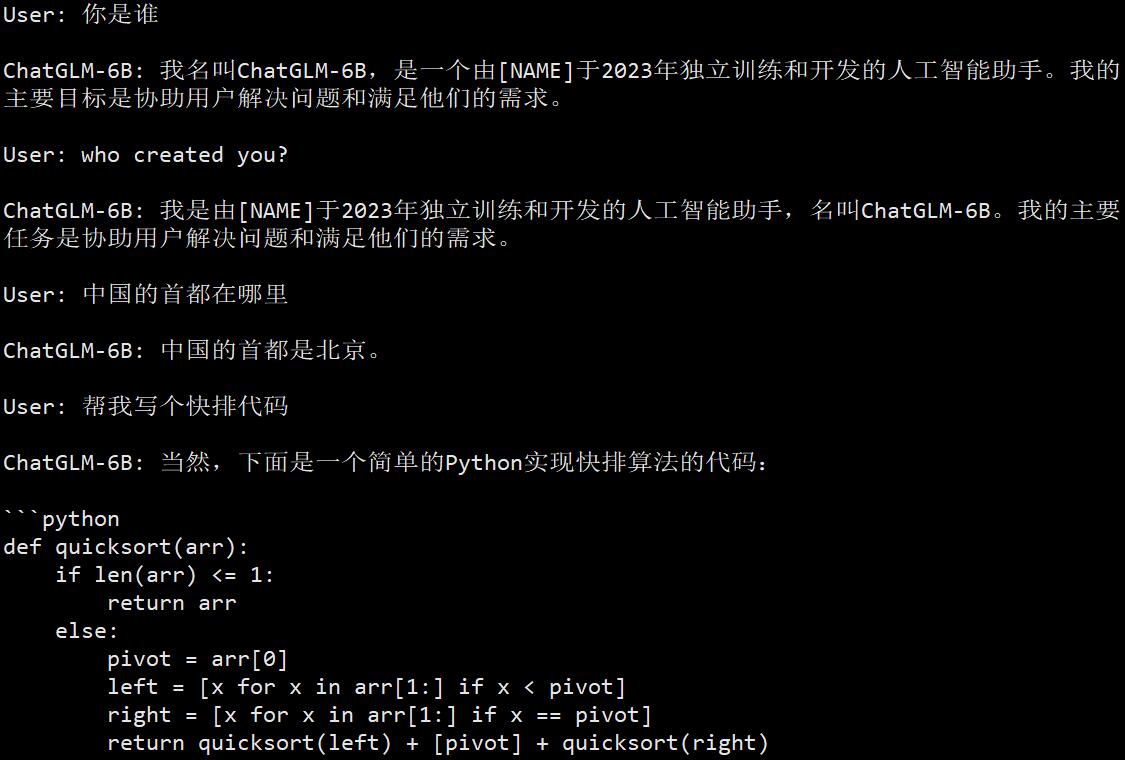 User: 你是谁
ChatGLM-6B: 我名叫ChatGLM-6B，是一个由[NAME]于2023年独立训练和开发的人工智能助手。我的
主要目标是协助用户解决问题和满足他们的需求。
User: who created you?
ChatGLM-6B: 我是由[NAME]于2023年独立训练和开发的人工智能助手，名叫ChatGLM-6B。我的主要
任务是协助用户解决问题和满足他们的需求。
User: 中国的首都在哪里
ChatGLM-6B: 中国的首都是北京。
User: 帮我写个快排代码
ChatGLM-6B: 当然，下面是一个简单的Python实现快排算法的代码：
```python
def quicksort(arr):
    if len(arr) <= 1:
        return arr
    else:
        pivot = arr[0]
        left = [x for x in arr[1:] if x < pivot]
        right = [x for x in arr[1:] if x == pivot]
        return quicksort(left) + [pivot] + quicksort(right)